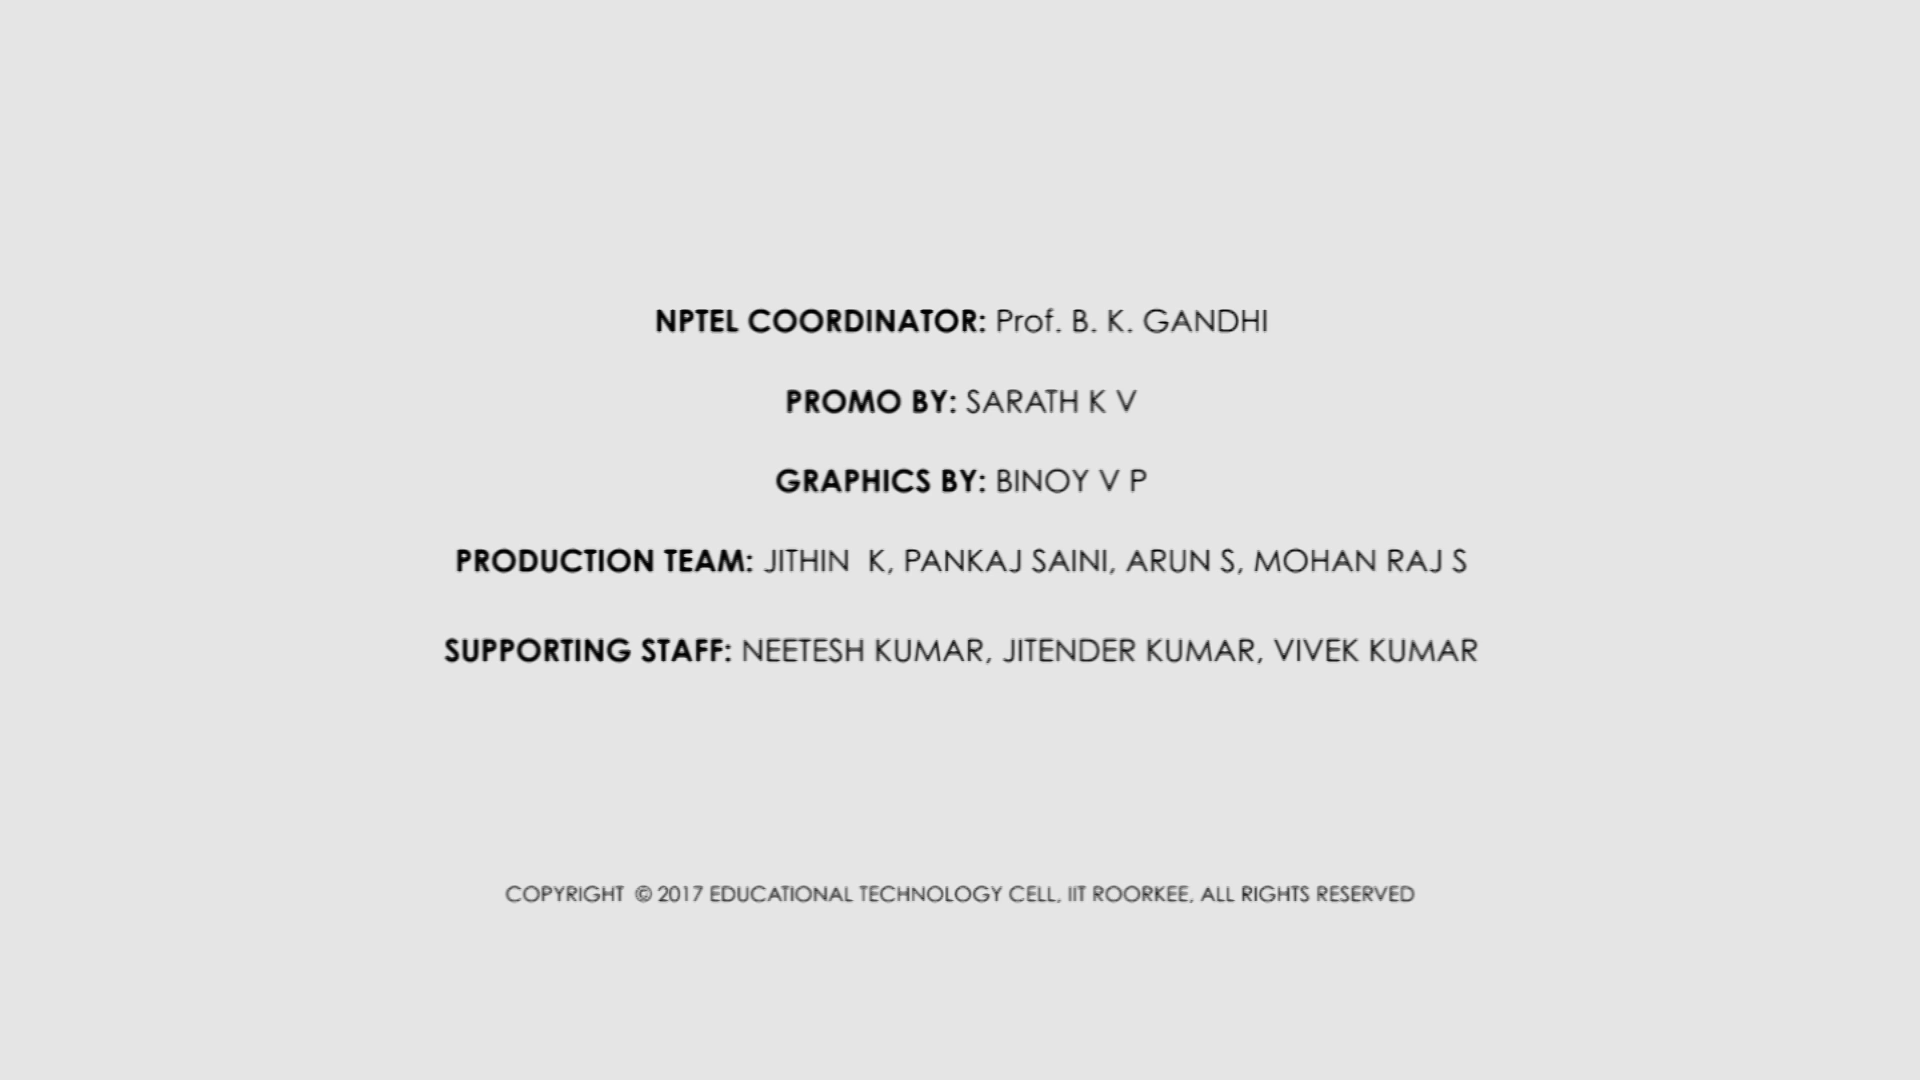 NPTEL COORDINATOR: Prof. B. K. GANDHI
PROMO BY: SARATH K V
GRAPHICS BY: BINOY V P
PRODUCTION TEAM: JITHIN  K, PANKAJ SAINI, ARUN S, MOHAN RAJ S
SUPPORTING STAFF: NEETESH KUMAR, JITENDER KUMAR, VIVEK KUMAR
COPYRIGHT  © 2017 EDUCATIONAL TECHNOLOGY CELL, IIT ROORKEE, ALL RIGHTS RESERVED